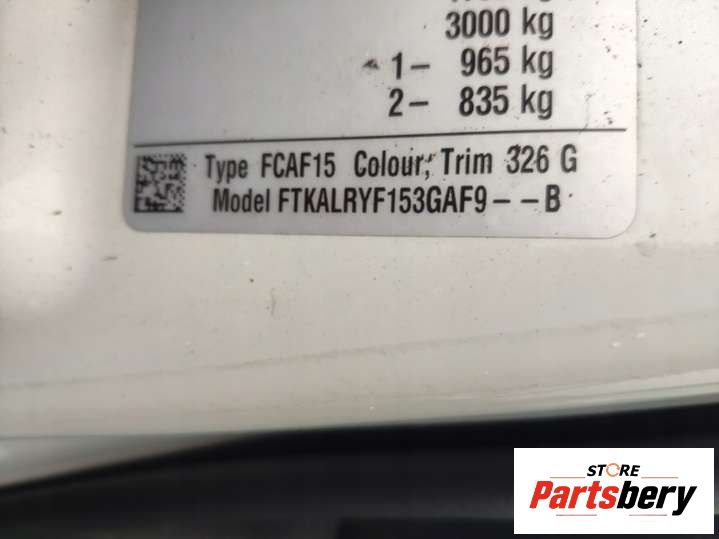 3000 kg
1– 965 kg
2– 835 kg
Type FCAF15 Colour, Trim 326 G
Model FTKALRYF153GAF9– –B
STORE
Partsbery